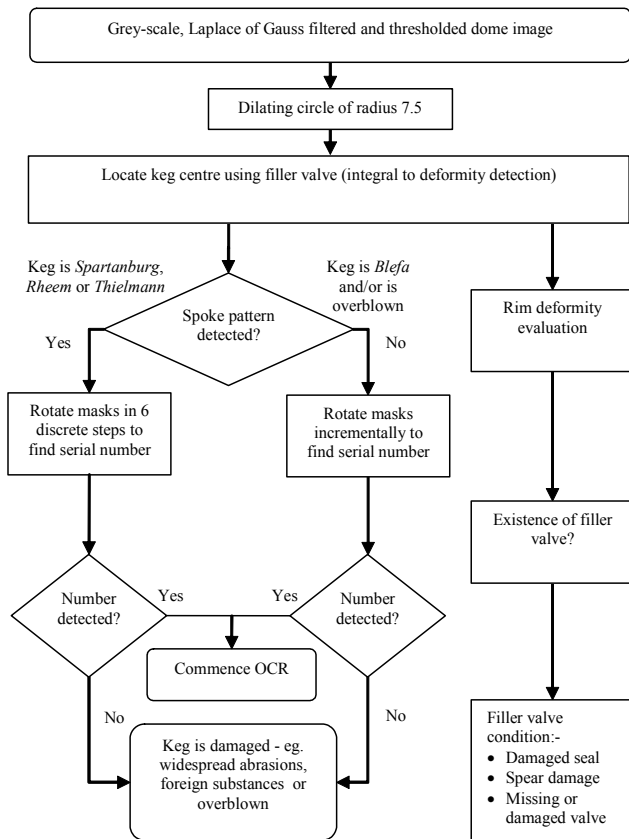 Grey-scale, Laplace of Gauss filtered and thresholded dome image
Dilating circle of radius 7.5
Locate keg centre using filler valve (integral to deformity detection)
Keg is Spartanburg,
Rheem or Thielmann
Keg is Blefa
and/or is
overblown
Spoke pattern
detected?
Yes
No
Rim deformity
evaluation
Rotate masks in 6
discrete steps to
find serial number
Rotate masks
incrementally to
find serial number
Existence of filler
valve?
Number
detected?
Yes
Yes
Number
detected?
Commence OCR
No
No
Keg is damaged - eg.
widespread abrasions,
foreign substances or
overblown
Filler valve
condition:-
• Damaged seal
• Spear damage
• Missing or
damaged valve